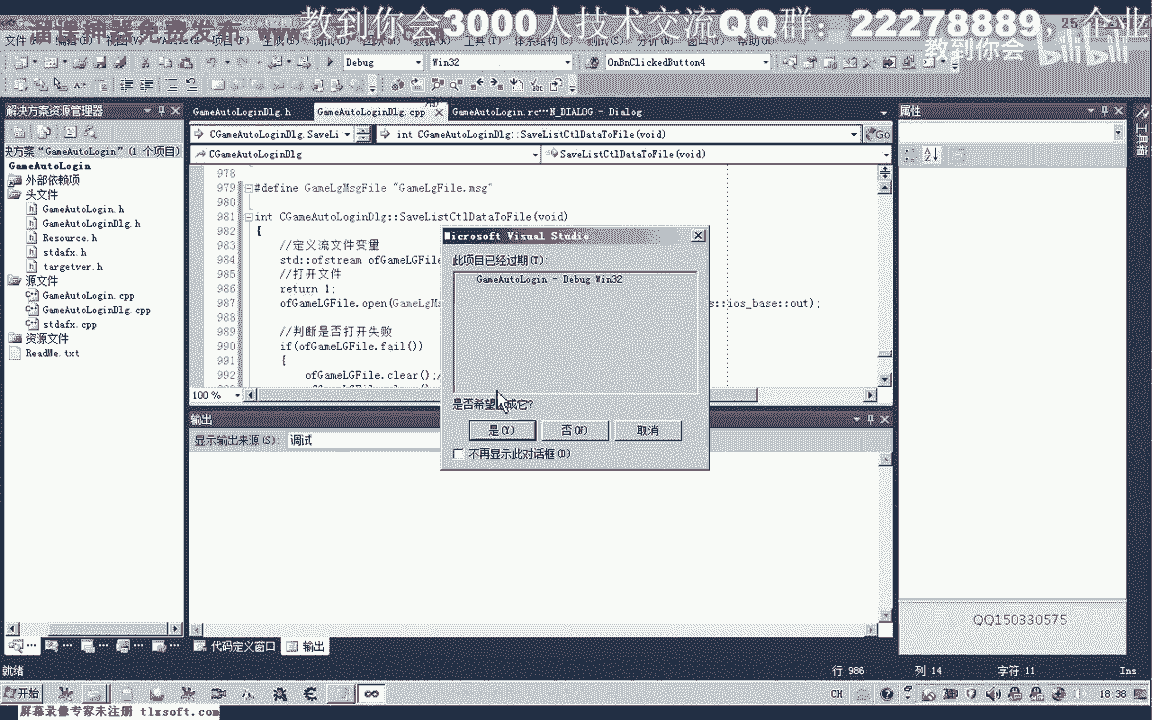 教到你会3000人技术交流QQ群：22278889，企业
教到你会
bilibili
Debug
Win32
OnBnClickedButton4
解决方案资源管理器
GameAutoLoginDlg.h
GameAutoLoginDlg.cpp
GameAutoLogin.rc…N_DIALOG - Dialog
属性
工具箱
CGameAutoLoginDlg.SaveLi
int CGameAutoLoginDlg::SaveListCtlDataToFile(void)
Go
决方案"GameAutoLogin"(1 个项目)
CGameAutoLoginDlg
SaveListCtlDataToFile(void)
GameAutoLogin
外部依赖项
头文件
GameAutoLogin.h
GameAutoLoginDlg.h
Resource.h
stdafx.h
targetver.h
源文件
GameAutoLogin.cpp
GameAutoLoginDlg.cpp
stdafx.cpp
资源文件
ReadMe.txt
978
979 #define GameLgMsgFile "GameLgFile.msg"
980
981 int CGameAutoLoginDlg::SaveListCtlDataToFile(void)
982 {
983 //定义流文件变量
984 std::ofstream ofGameLGFile
985 //打开文件
986 return 1;
987 ofGameLGFile.open(GameLgMs
s::ios_base::out);
988
989 //判断是否打开失败
990 if(ofGameLGFile.fail())
991 {
992 ofGameLGFile.clear();
100 %
Microsoft Visual Studio
此项目已经过期(T):
GameAutoLogin - Debug Win32
是否希望
成它?
是(Y)
否(N)
取消
不再显示此对话框(D)
输出
显示输出来源(S):
调试
代码定义窗口
输出
QQ150330575
就绪
行 986
列 14
字符 11
Ins
开始
CH
18:38
屏幕录像专家未注册 tlxsoft.com